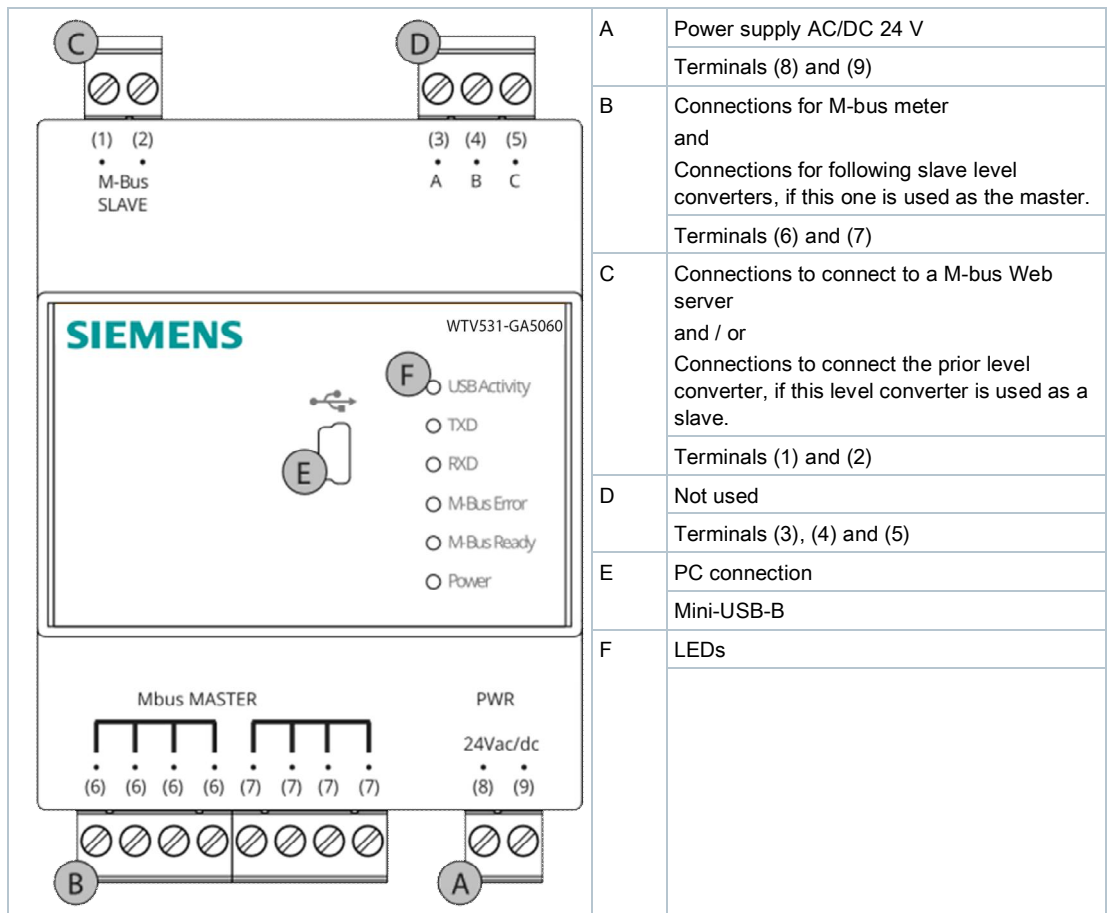 C
D
(1) (2)
M-Bus
SLAVE
(3) (4) (5)
A B C
SIEMENS
WTV531-GA5060
F
USB Activity
TXD
RXD
M-Bus Error
M-Bus Ready
Power
E
Mbus MASTER
PWR
24Vac/dc
(6) (6) (6) (6) (7) (7) (7) (7)
(8) (9)
B
A
A
Power supply AC/DC 24 V
Terminals (8) and (9)
B
Connections for M-bus meter
and
Connections for following slave level
converters, if this one is used as the master.
Terminals (6) and (7)
C
Connections to connect to a M-bus Web
server
and / or
Connections to connect the prior level
converter, if this level converter is used as a
slave.
Terminals (1) and (2)
D
Not used
Terminals (3), (4) and (5)
E
PC connection
Mini-USB-B
F
LEDs